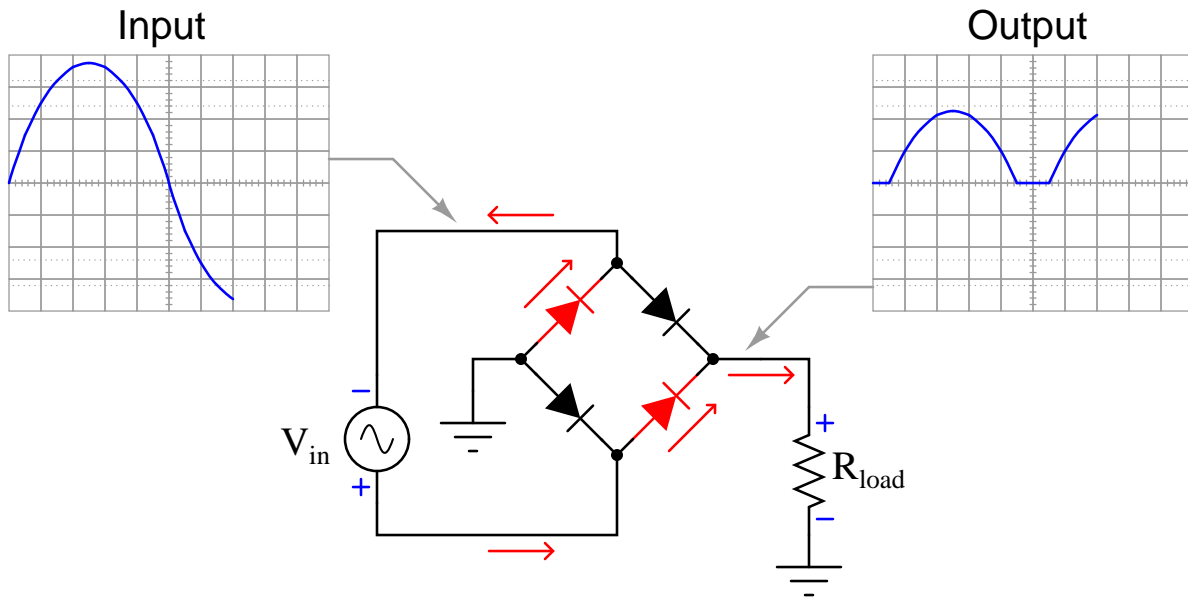 Input
Output
−
V_in
+
+
R_load
−